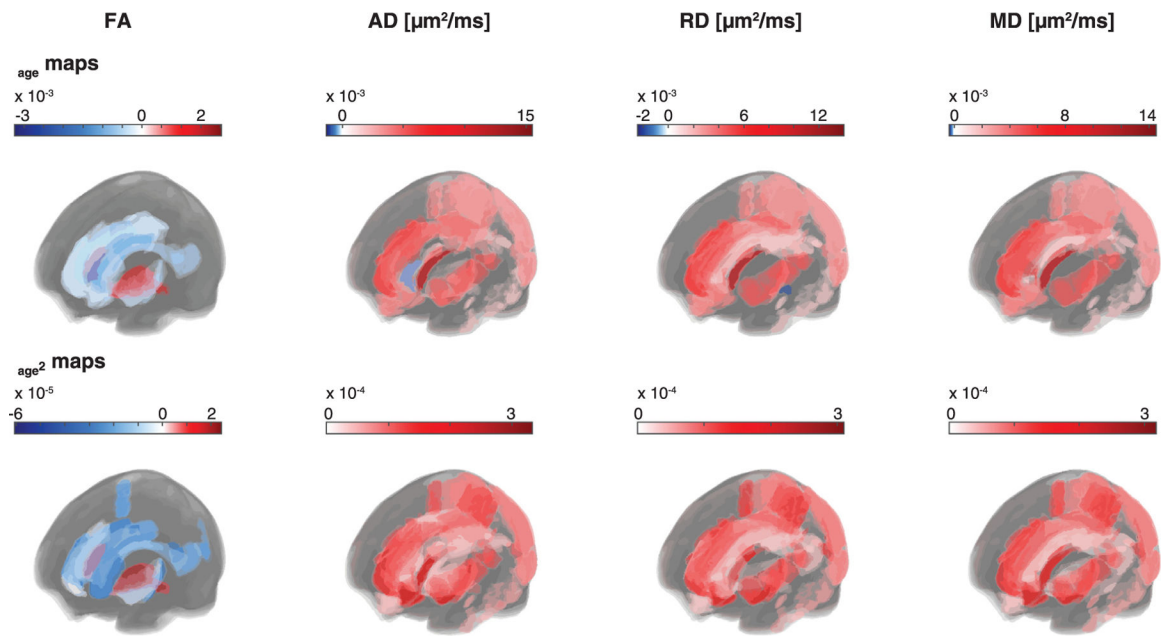 FA AD [µm²/ms] RD [µm²/ms] MD [µm²/ms]
age maps
x 10⁻³ x 10⁻³ x 10⁻³ x 10⁻³
-3 0 2 0 15 -2 0 6 12 0 8 14
age² maps
x 10⁻⁵ x 10⁻⁴ x 10⁻⁴ x 10⁻⁴
-6 0 2 0 3 0 3 0 3